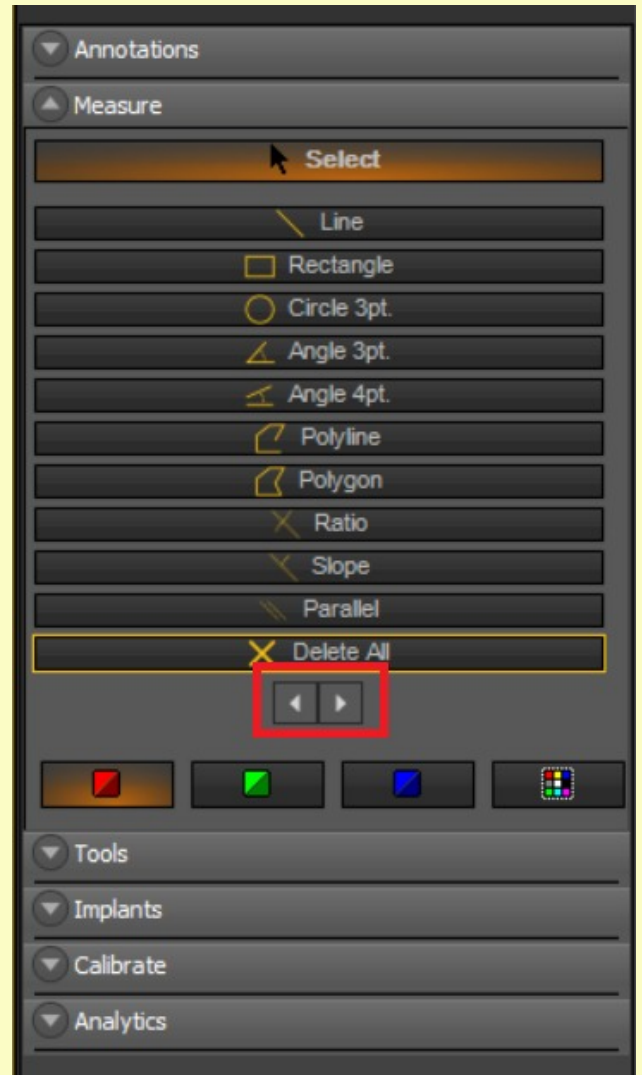 Annotations
Measure
Select
Line
Rectangle
Circle 3pt.
Angle 3pt.
Angle 4pt.
Polyline
Polygon
Ratio
Slope
Parallel
Delete All
Tools
Implants
Calibrate
Analytics